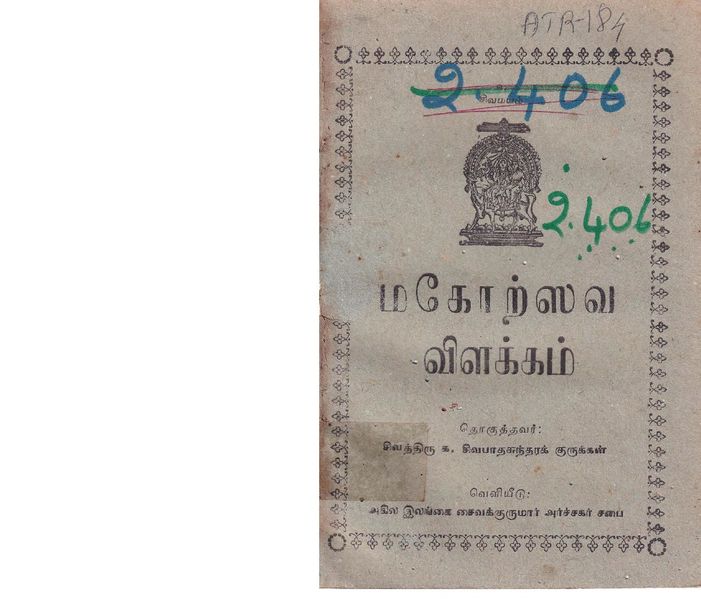 ATR-184
2.406
சிவமயம்
2.406
மகோற்ஸவ
விளக்கம்
தொகுத்தவர்:
சிவத்திரு க. சிவபாதசுந்தரக் குருக்கள்
வெளியீடு:
அகில இலங்கை சைவக்குருமார் அர்ச்சகர் சபை